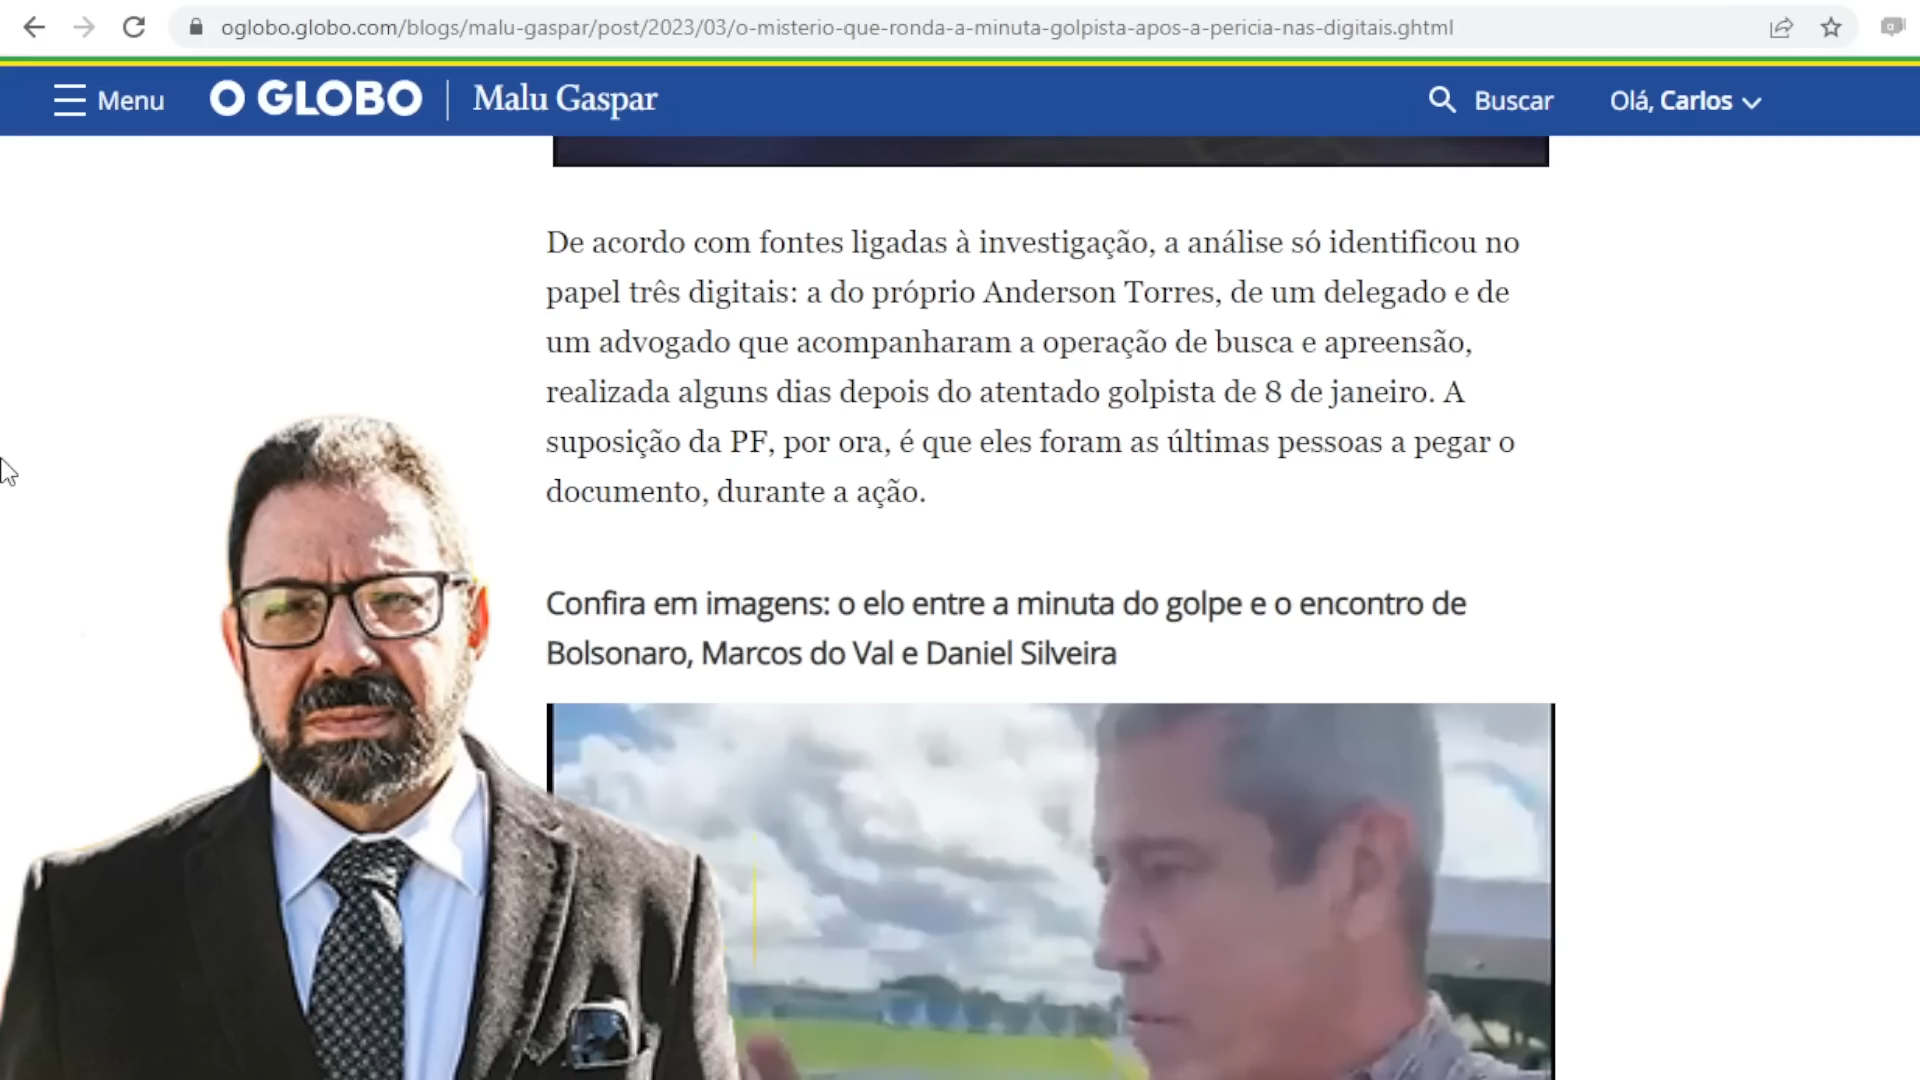 oglobo.globo.com/blogs/malu-gaspar/post/2023/03/o-misterio-que-ronda-a-minuta-golpista-apos-a-pericia-nas-digitais.ghtml
Menu O GLOBO Malu Gaspar Buscar Olá, Carlos
De acordo com fontes ligadas à investigação, a análise só identificou no
papel três digitais: a do próprio Anderson Torres, de um delegado e de
um advogado que acompanharam a operação de busca e apreensão,
realizada alguns dias depois do atentado golpista de 8 de janeiro. A
suposição da PF, por ora, é que eles foram as últimas pessoas a pegar o
documento, durante a ação.
Confira em imagens: o elo entre a minuta do golpe e o encontro de
Bolsonaro, Marcos do Val e Daniel Silveira